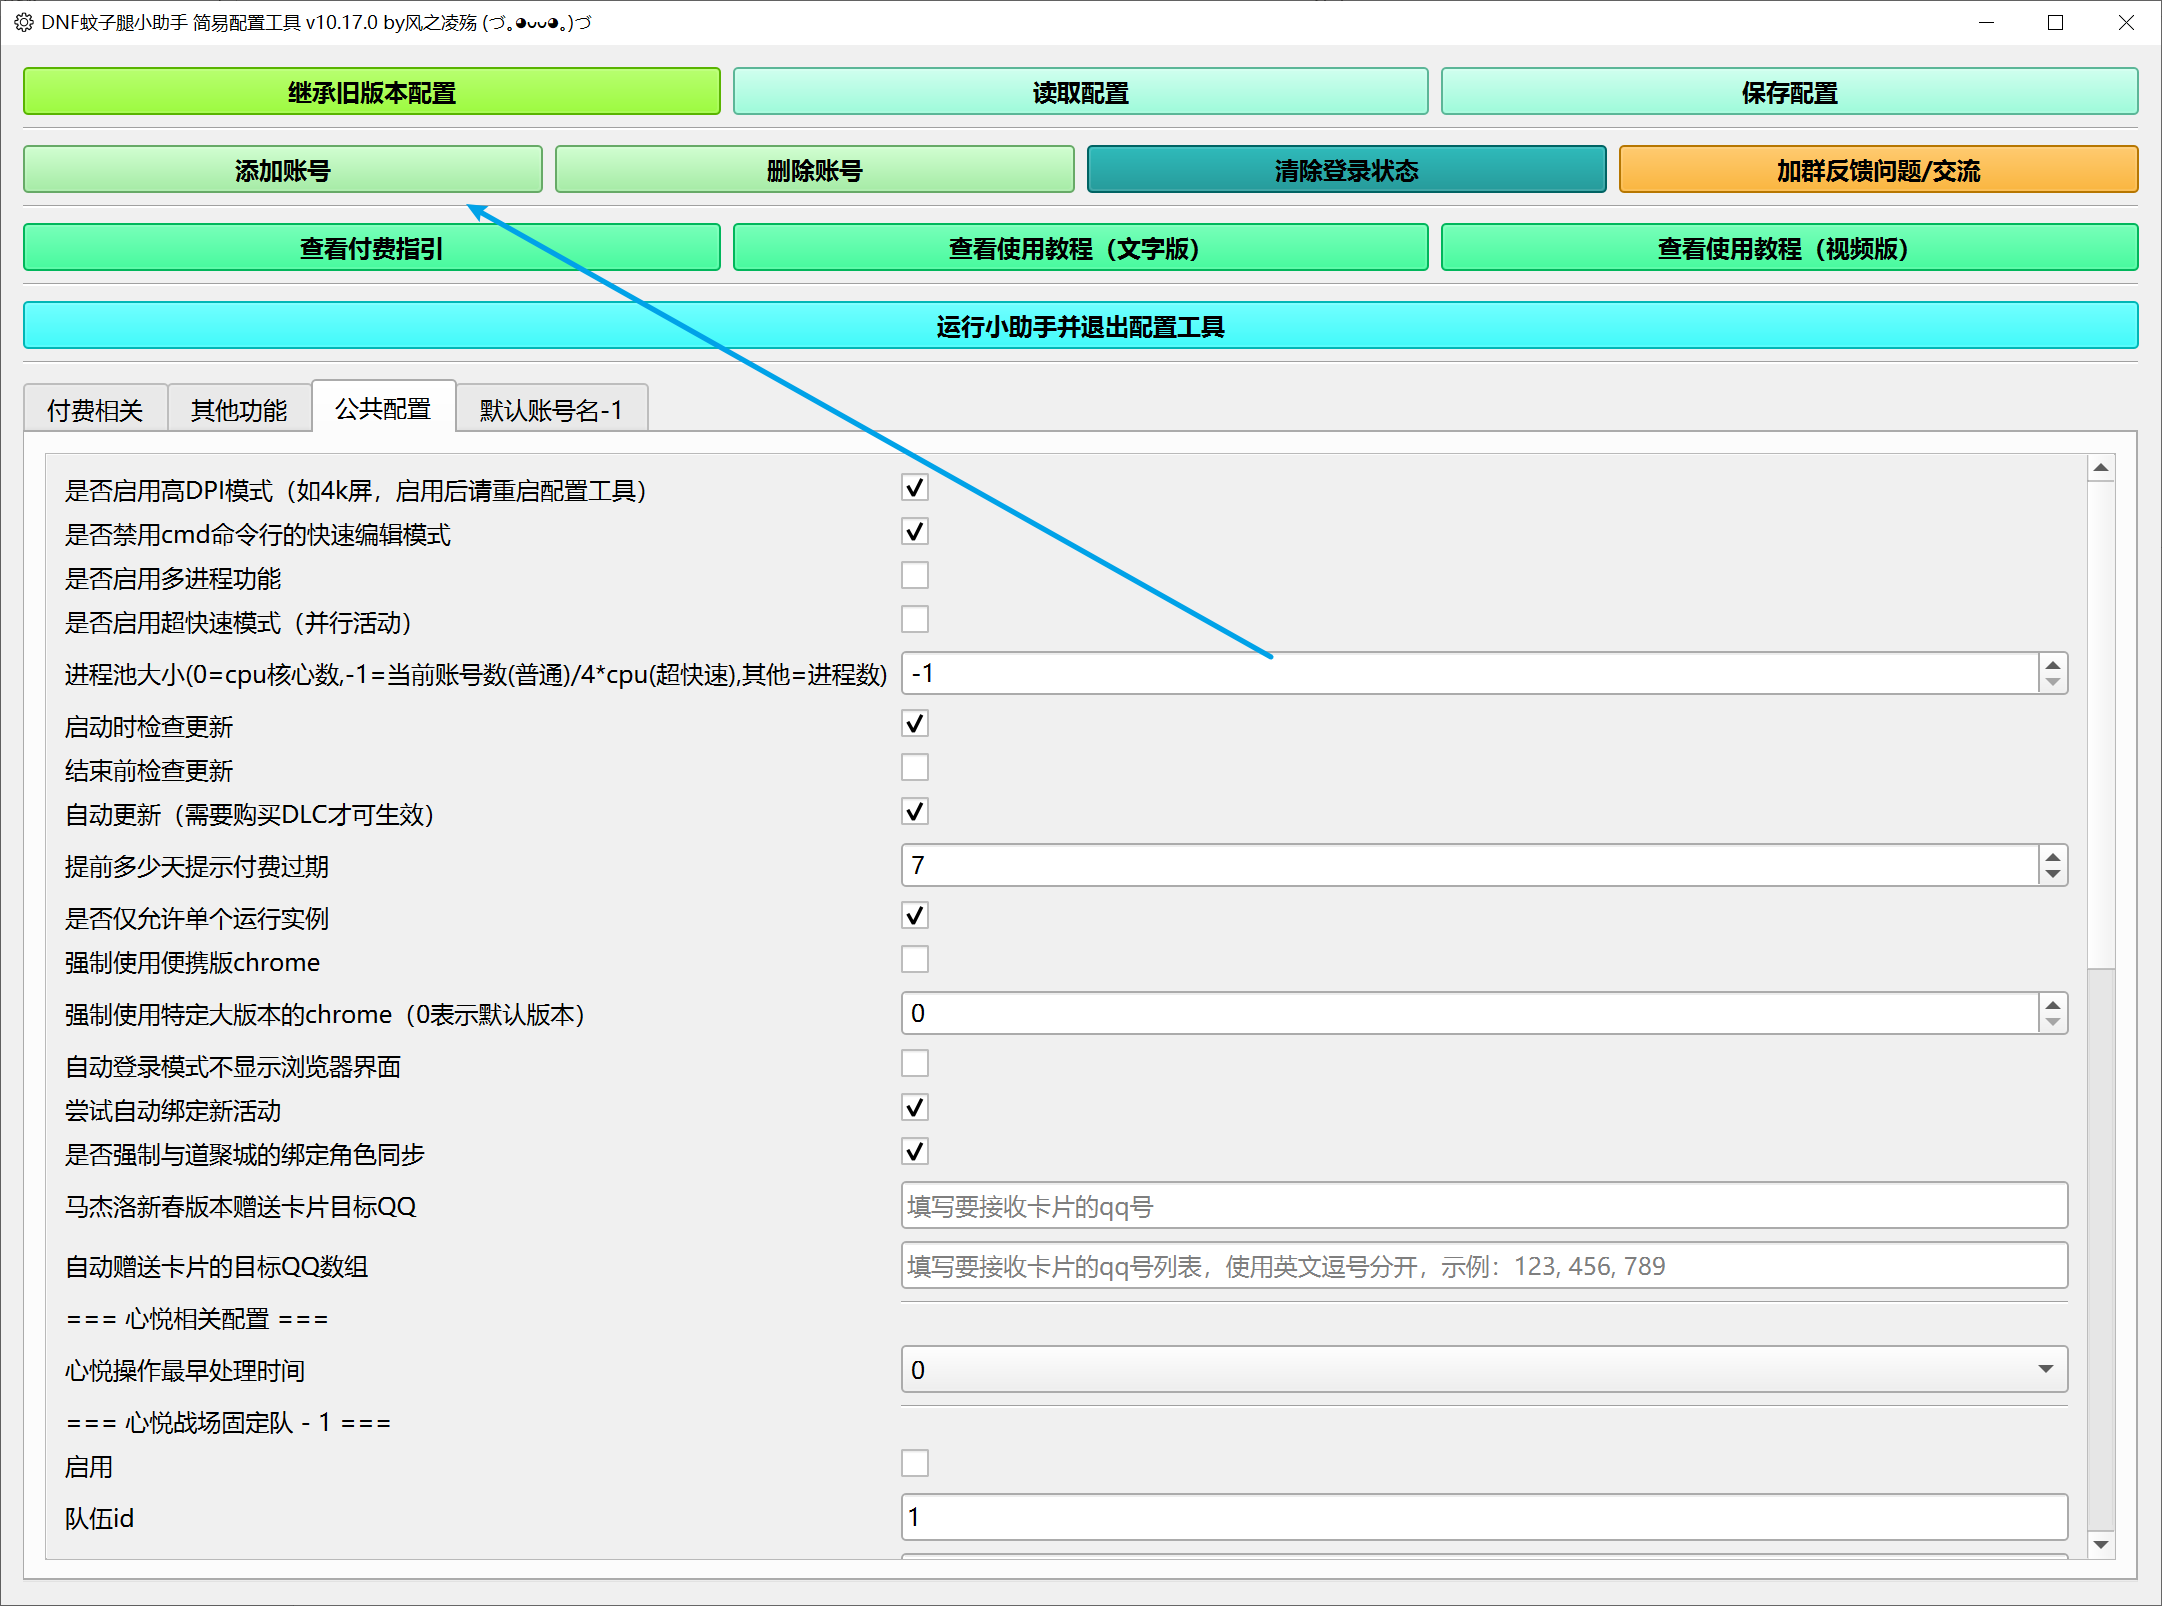 DNF蚊子腿小助手 简易配置工具 v10.17.0 by风之凌殇 (づ｡◕ᴗᴗ◕｡)づ
继承旧版本配置 读取配置 保存配置
添加账号 删除账号 清除登录状态 加群反馈问题/交流
查看付费指引 查看使用教程（文字版） 查看使用教程（视频版）
运行小助手并退出配置工具
付费相关 其他功能 公共配置 默认账号名-1
是否启用高DPI模式（如4k屏，启用后请重启配置工具）
是否禁用cmd命令行的快速编辑模式
是否启用多进程功能
是否启用超快速模式（并行活动）
进程池大小(0=cpu核心数,-1=当前账号数(普通)/4*cpu(超快速),其他=进程数) -1
启动时检查更新
结束前检查更新
自动更新（需要购买DLC才可生效）
提前多少天提示付费过期 7
是否仅允许单个运行实例
强制使用便携版chrome
强制使用特定大版本的chrome（0表示默认版本） 0
自动登录模式不显示浏览器界面
尝试自动绑定新活动
是否强制与道聚城的绑定角色同步
马杰洛新春版本赠送卡片目标QQ 填写要接收卡片的qq号
自动赠送卡片的目标QQ数组 填写要接收卡片的qq号列表，使用英文逗号分开，示例：123, 456, 789
=== 心悦相关配置 ===
心悦操作最早处理时间 0
=== 心悦战场固定队 - 1 ===
启用
队伍id 1